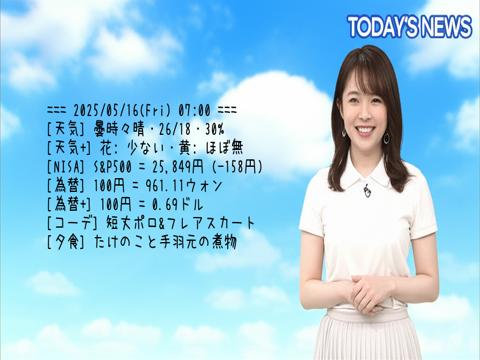 TODAY'S NEWS
=== 2025/05/16(Fri) 07:00 ===
[天気] 曇時々晴・26/18・30%
[天気+] 花: 少ない・黄: ほぼ無
[NISA] S&P500 = 25,849円 (-158円)
[為替] 100円 = 961.11ウォン
[為替+] 100円 = 0.69ドル
[コーデ] 短丈ポロ&フレアスカート
[夕食] たけのこと手羽元の煮物